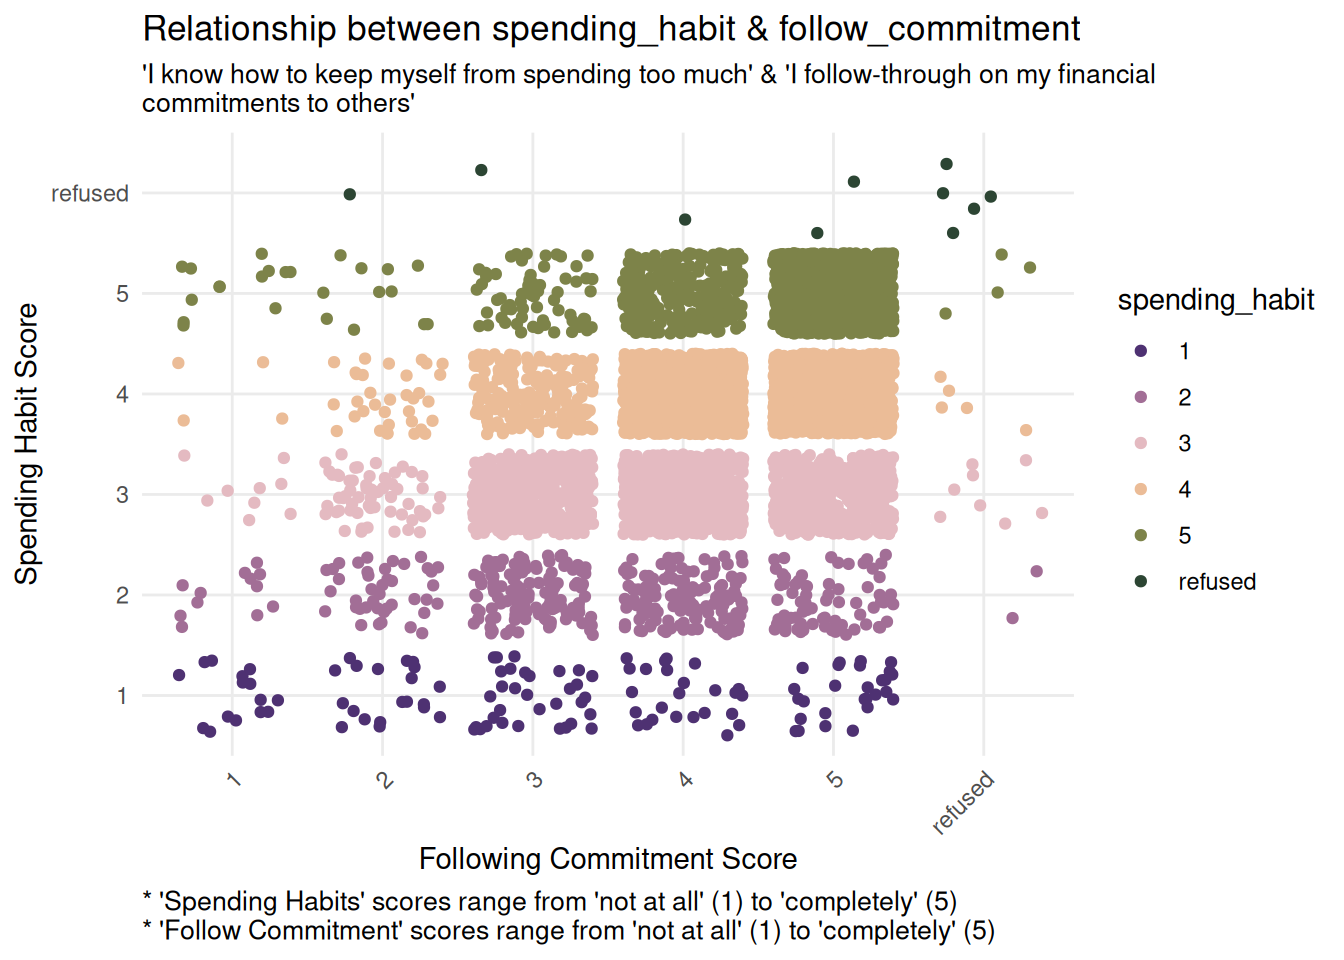 Relationship between spending_habit & follow_commitment
'I know how to keep myself from spending too much' & 'I follow-through on my financial
commitments to others'
refused
5
4
3
2
1
Spending Habit Score
1
2
3
4
5
refused
Following Commitment Score
spending_habit
1
2
3
4
5
refused
* 'Spending Habits' scores range from 'not at all' (1) to 'completely' (5)
* 'Follow Commitment' scores range from 'not at all' (1) to 'completely' (5)